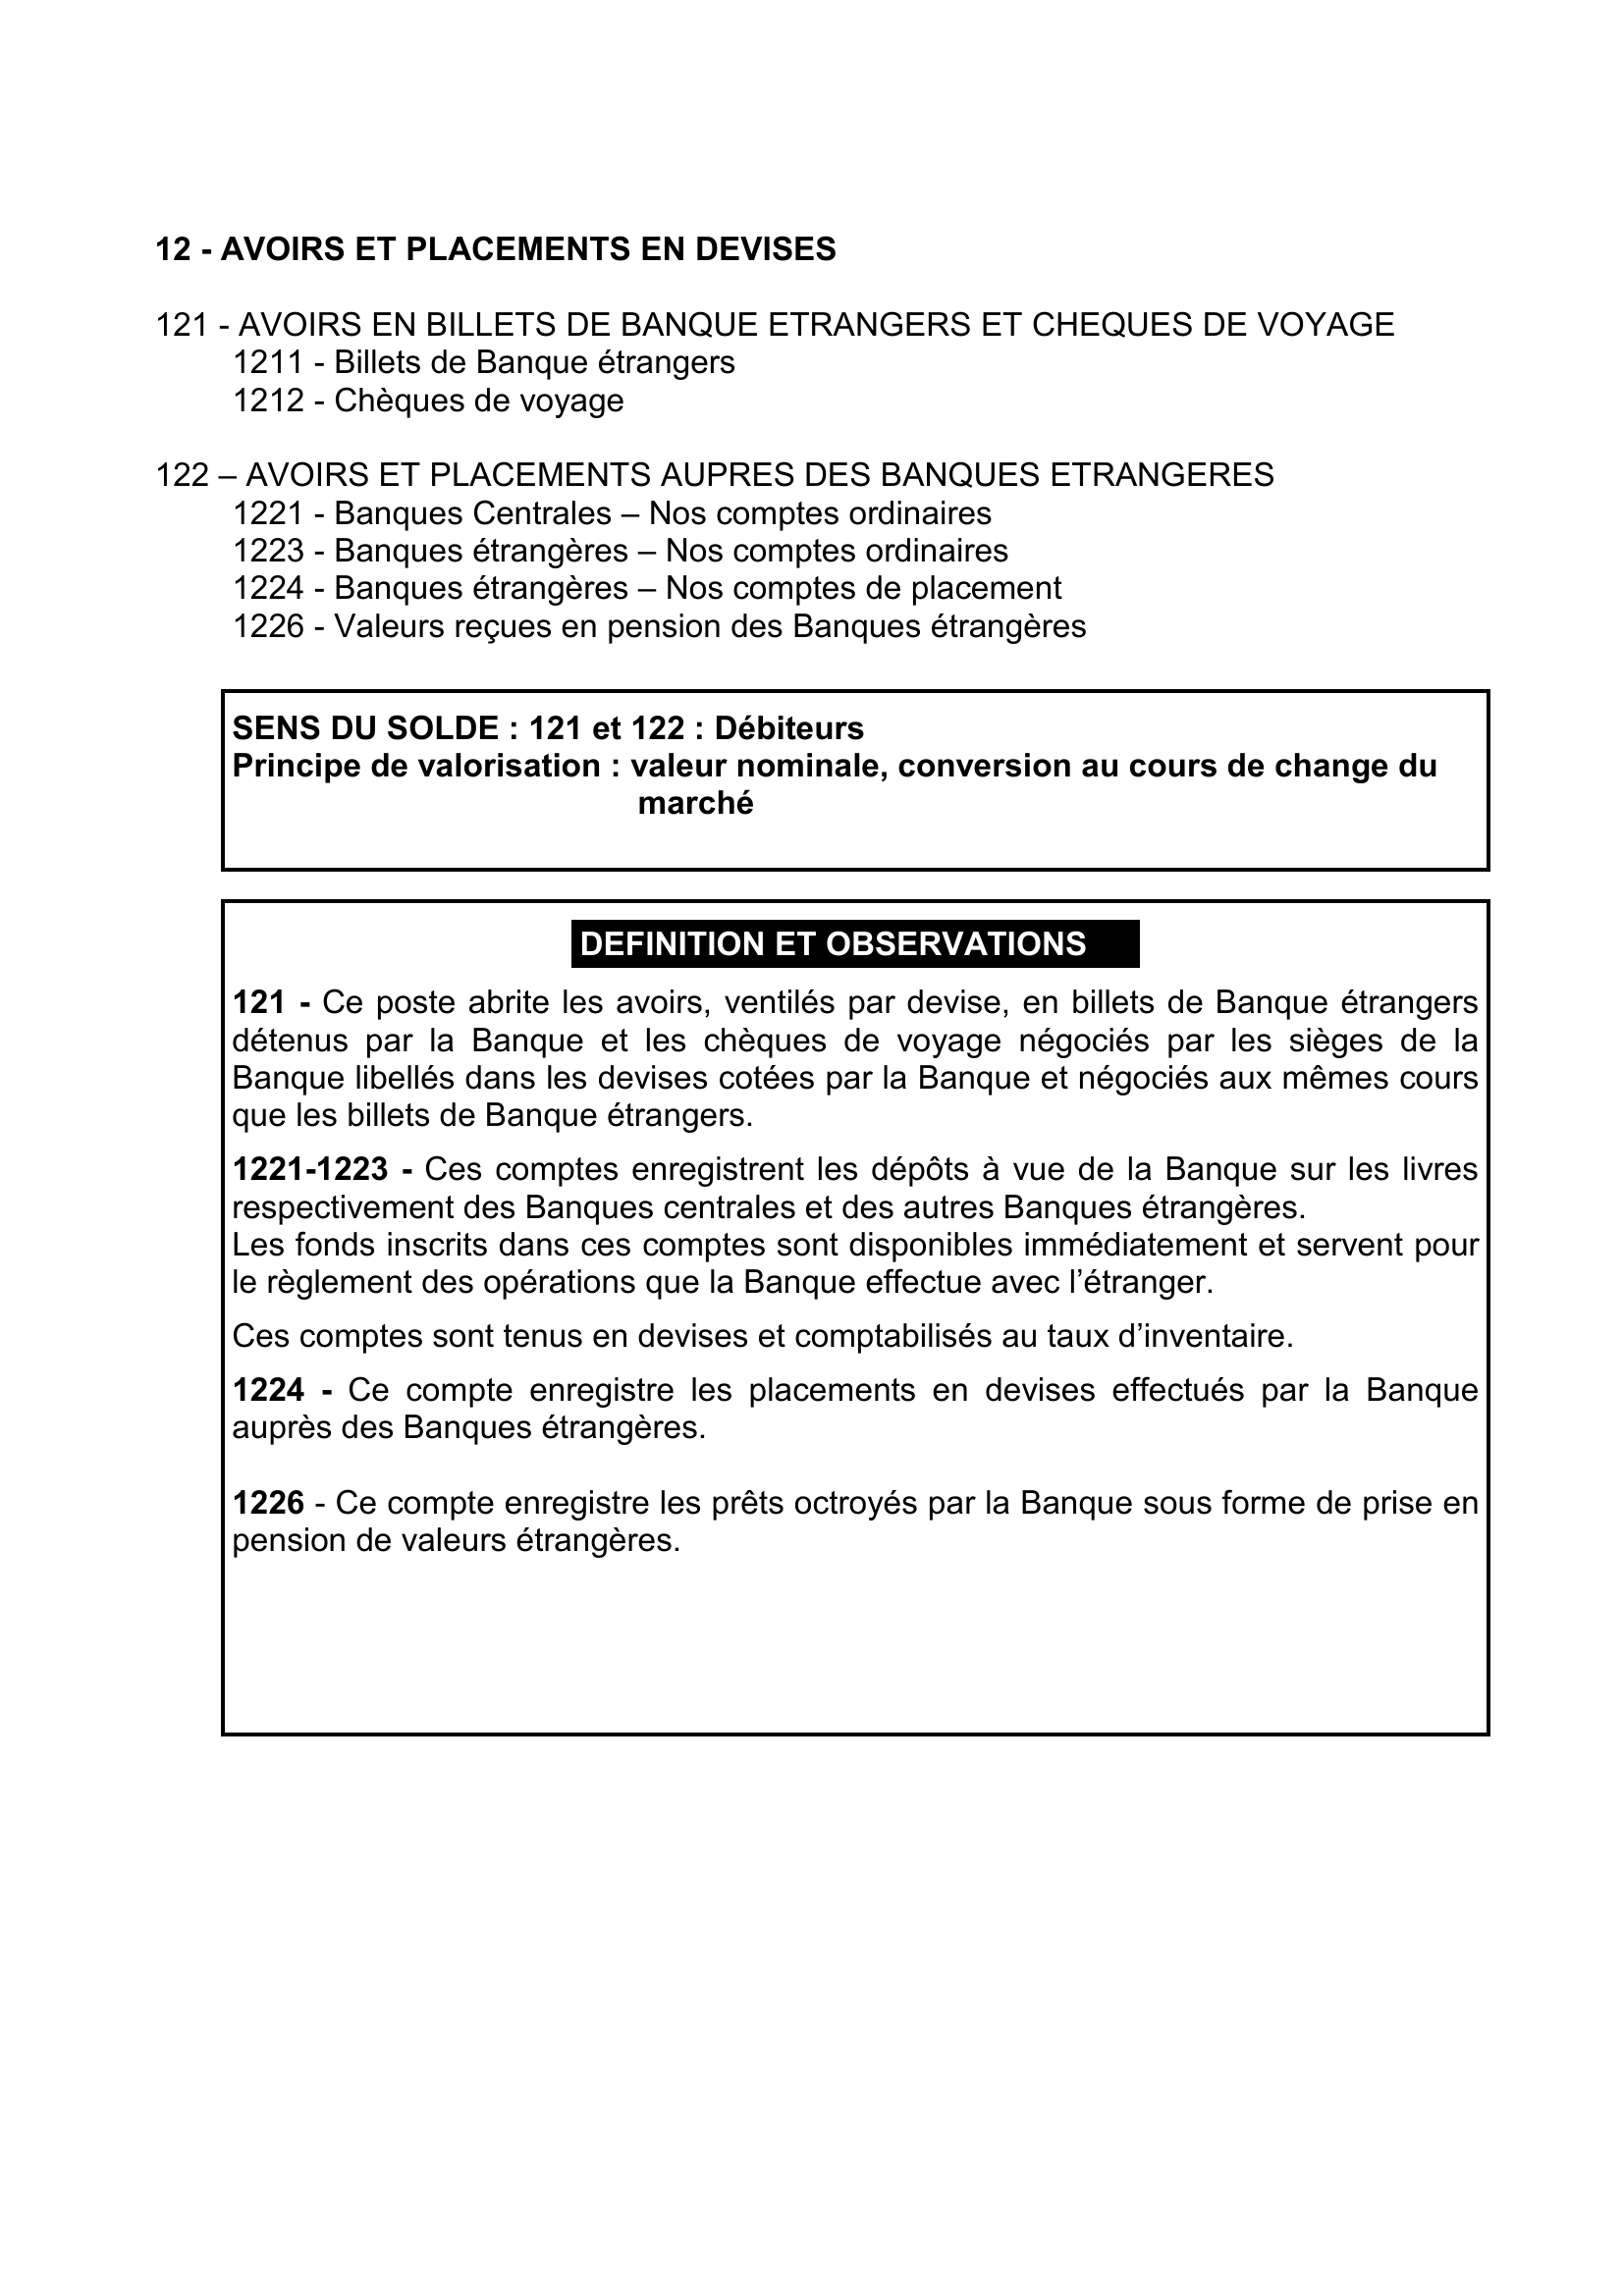 12 - AVOIRS ET PLACEMENTS EN DEVISES
121 - AVOIRS EN BILLETS DE BANQUE ETRANGERS ET CHEQUES DE VOYAGE
1211 - Billets de Banque étrangers
1212 - Chèques de voyage
122 – AVOIRS ET PLACEMENTS AUPRES DES BANQUES ETRANGERES
1221 - Banques Centrales – Nos comptes ordinaires
1223 - Banques étrangères – Nos comptes ordinaires
1224 - Banques étrangères – Nos comptes de placement
1226 - Valeurs reçues en pension des Banques étrangères
SENS DU SOLDE : 121 et 122 : Débiteurs
Principe de valorisation : valeur nominale, conversion au cours de change du
marché
DEFINITION ET OBSERVATIONS
121 - Ce poste abrite les avoirs, ventilés par devise, en billets de Banque étrangers
détenus par la Banque et les chèques de voyage négociés par les sièges de la
Banque libellés dans les devises cotées par la Banque et négociés aux mêmes cours
que les billets de Banque étrangers.
1221-1223 - Ces comptes enregistrent les dépôts à vue de la Banque sur les livres
respectivement des Banques centrales et des autres Banques étrangères.
Les fonds inscrits dans ces comptes sont disponibles immédiatement et servent pour
le règlement des opérations que la Banque effectue avec l’étranger.
Ces comptes sont tenus en devises et comptabilisés au taux d’inventaire.
1224 - Ce compte enregistre les placements en devises effectués par la Banque
auprès des Banques étrangères.
1226 - Ce compte enregistre les prêts octroyés par la Banque sous forme de prise en
pension de valeurs étrangères.